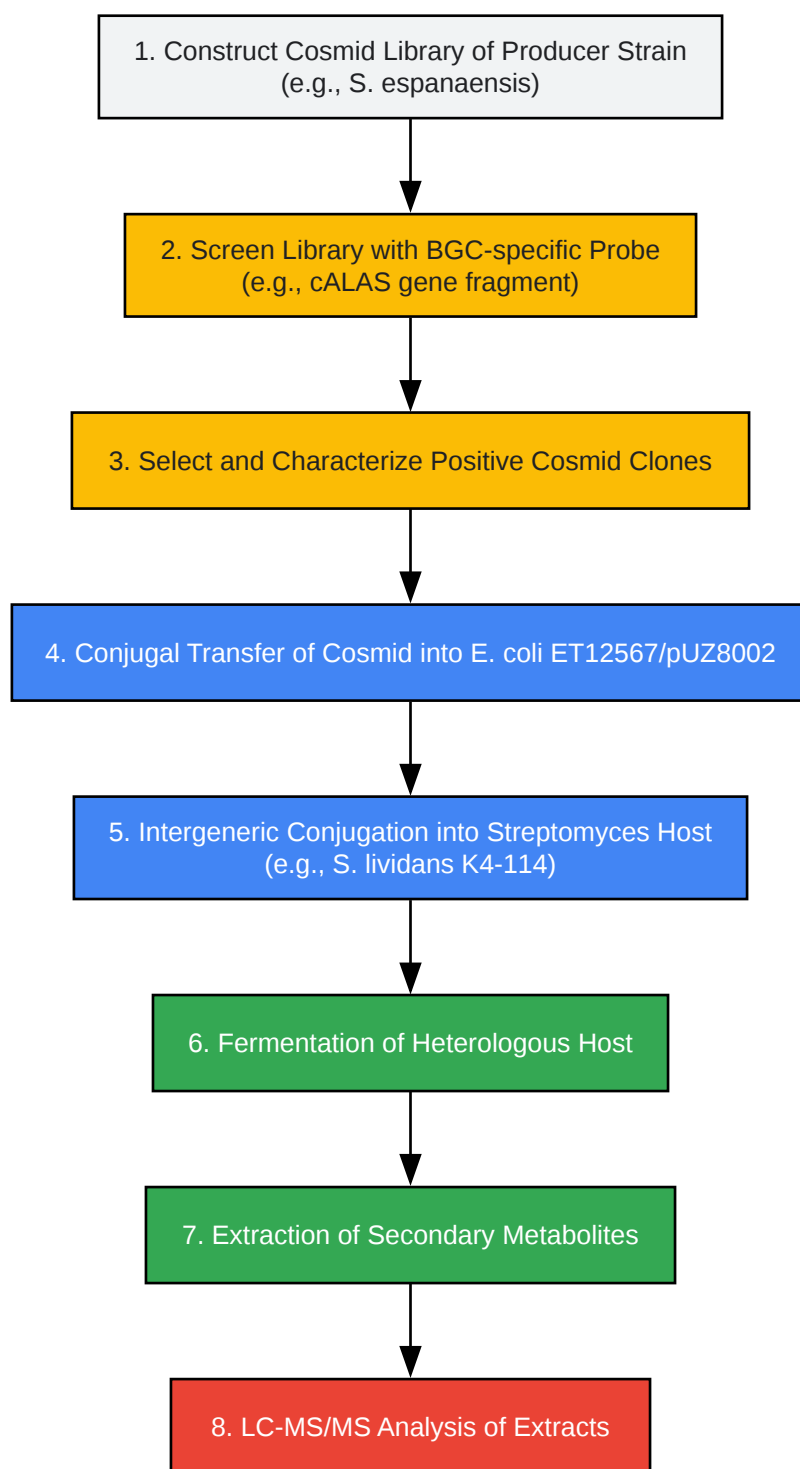 1. Construct Cosmid Library of Producer Strain
(e.g., S. espanaensis)
2. Screen Library with BGC-specific Probe
(e.g., cALAS gene fragment)
3. Select and Characterize Positive Cosmid Clones
4. Conjugal Transfer of Cosmid into E. coli ET12567/pUZ8002
5. Intergeneric Conjugation into Streptomyces Host
(e.g., S. lividans K4-114)
6. Fermentation of Heterologous Host
7. Extraction of Secondary Metabolites
8. LC-MS/MS Analysis of Extracts